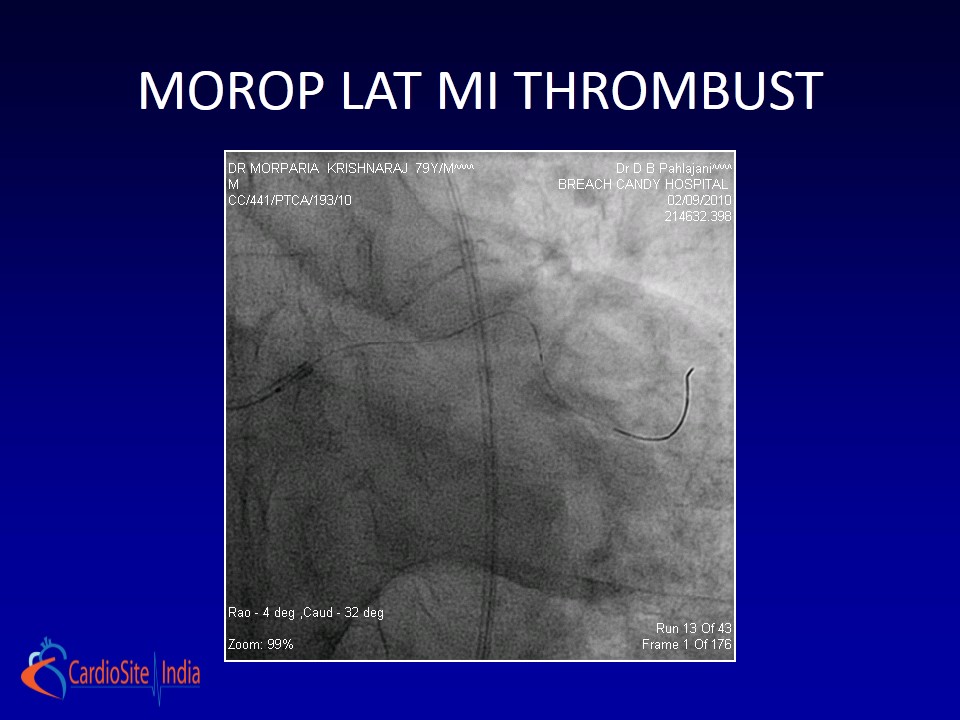 MOROP LAT MI THROMBUST
DR MORPARIA KRISHNARAJ 79Y/M^^^^
M
CC/441/PTCA/193/10
Dr D B Pahlajani^^^^
BREACH CANDY HOSPITAL
02/09/2010
214632.398
Rao - 4 deg ,Caud - 32 deg
Zoom: 99%
Run 13 Of 43
Frame 1 Of 176
CardioSite India